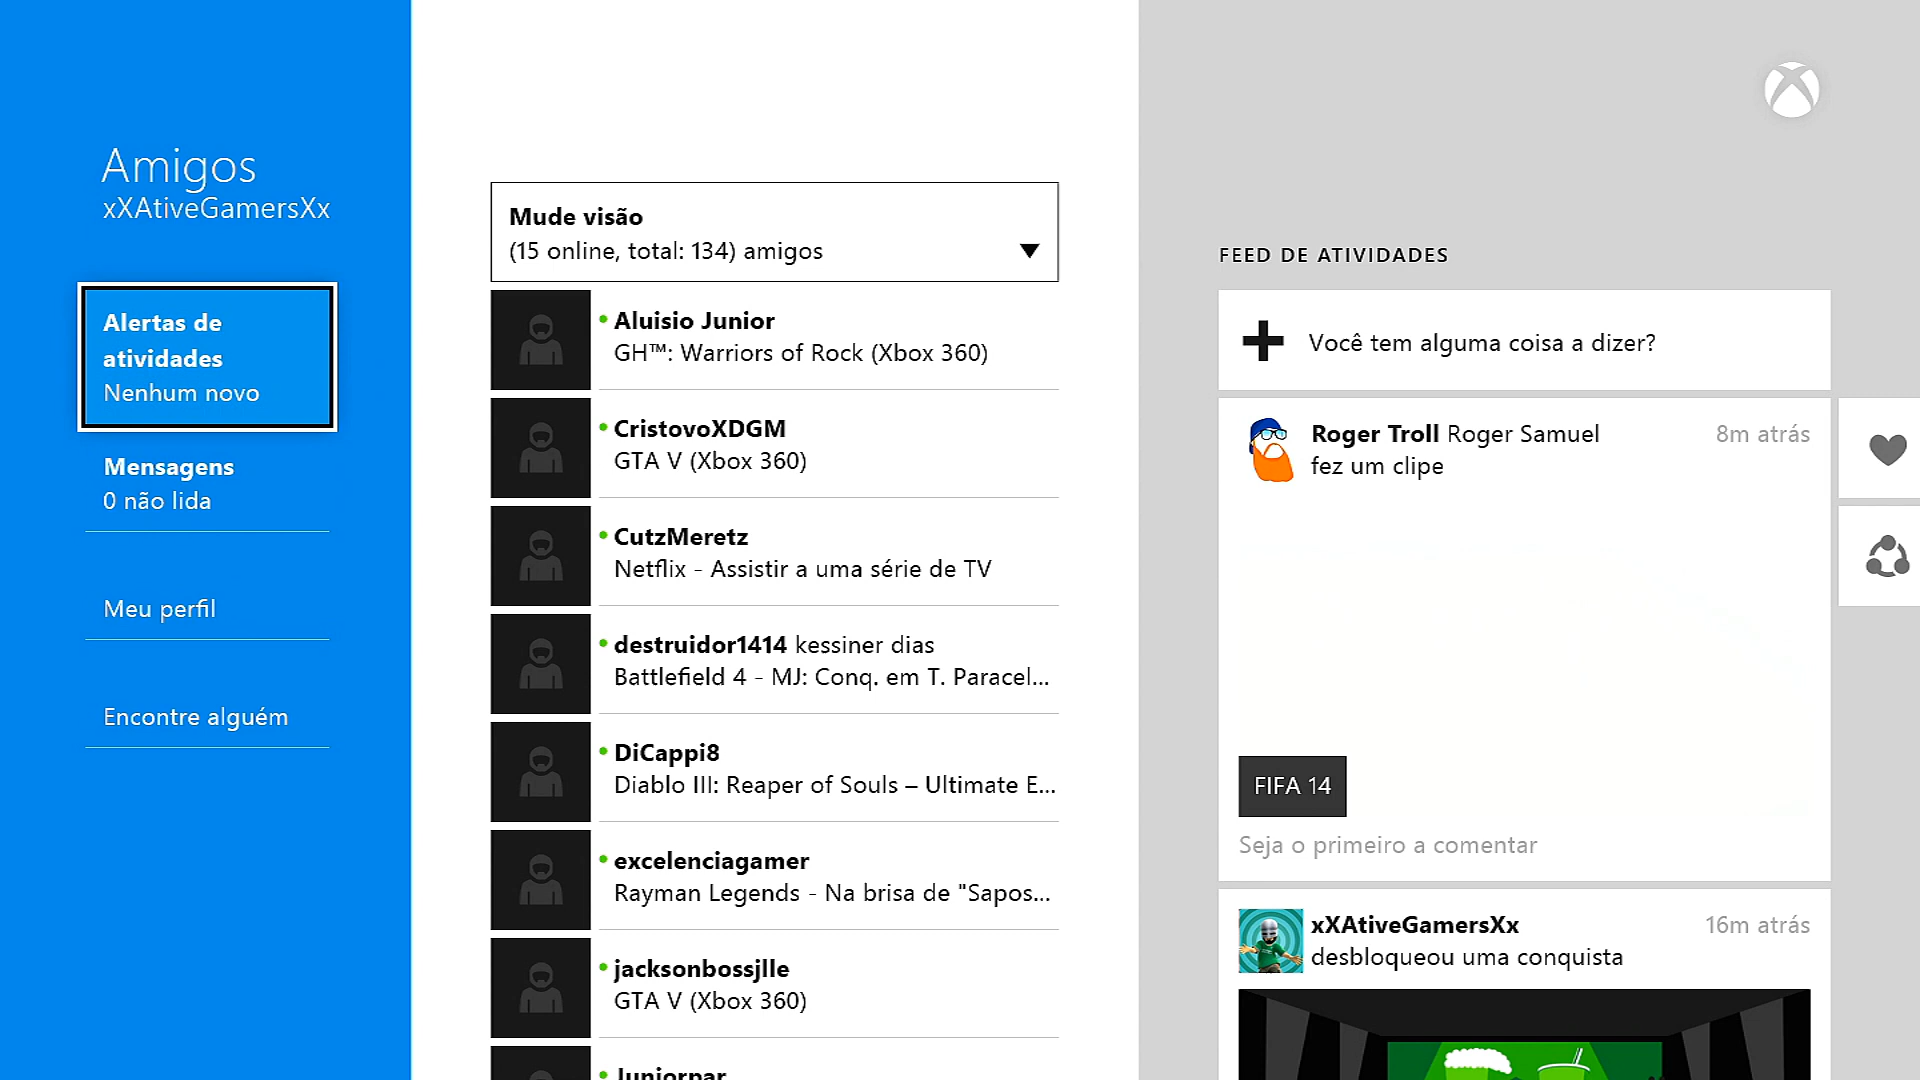 Amigos
xXAtiveGamersXx
Alertas de
atividades
Nenhum novo
Mensagens
0 não lida
Meu perfil
Encontre alguém
Mude visão
(15 online, total: 134) amigos
Aluisio Junior
GH™: Warriors of Rock (Xbox 360)
CristovoXDGM
GTA V (Xbox 360)
CutzMeretz
Netflix - Assistir a uma série de TV
destruidor1414 kessiner dias
Battlefield 4 - MJ: Conq. em T. Paracel...
DiCappi8
Diablo III: Reaper of Souls – Ultimate E...
excelenciagamer
Rayman Legends - Na brisa de "Sapos...
jacksonbossjlle
GTA V (Xbox 360)
Juniorpar
FEED DE ATIVIDADES
Você tem alguma coisa a dizer?
Roger Troll Roger Samuel 8m atrás
fez um clipe
FIFA 14
Seja o primeiro a comentar
xXAtiveGamersXx 16m atrás
desbloqueou uma conquista